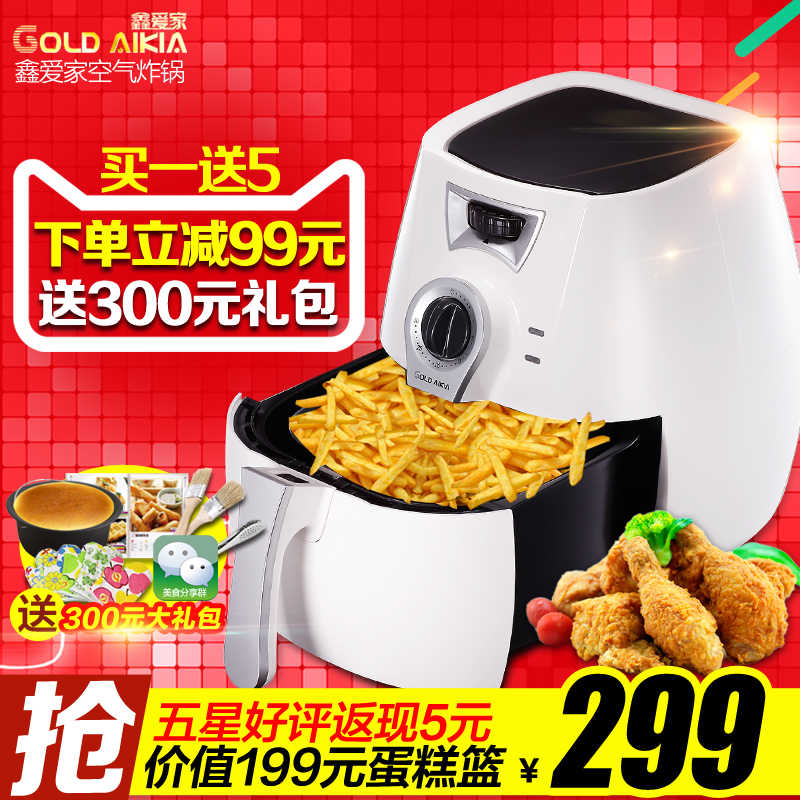 鑫爱家
GOLD AIKIA
鑫爱家空气炸锅
买一送5
下单立减99元
送300元礼包
GOLD AIKIA
美食分享群
送 300元大礼包
抢
五星好评返现5元
价值199元蛋糕篮 ¥299